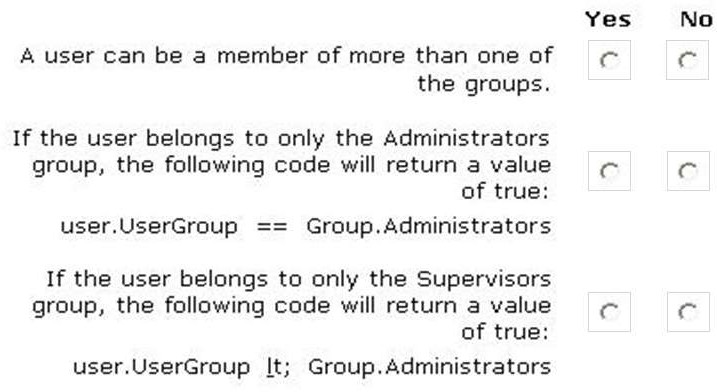 Yes No
A user can be a member of more than one of
the groups.
If the user belongs to only the Administrators
group, the following code will return a value
of true:
user.UserGroup == Group.Administrators
If the user belongs to only the Supervisors
group, the following code will return a value
of true:
user.UserGroup lt; Group.Administrators